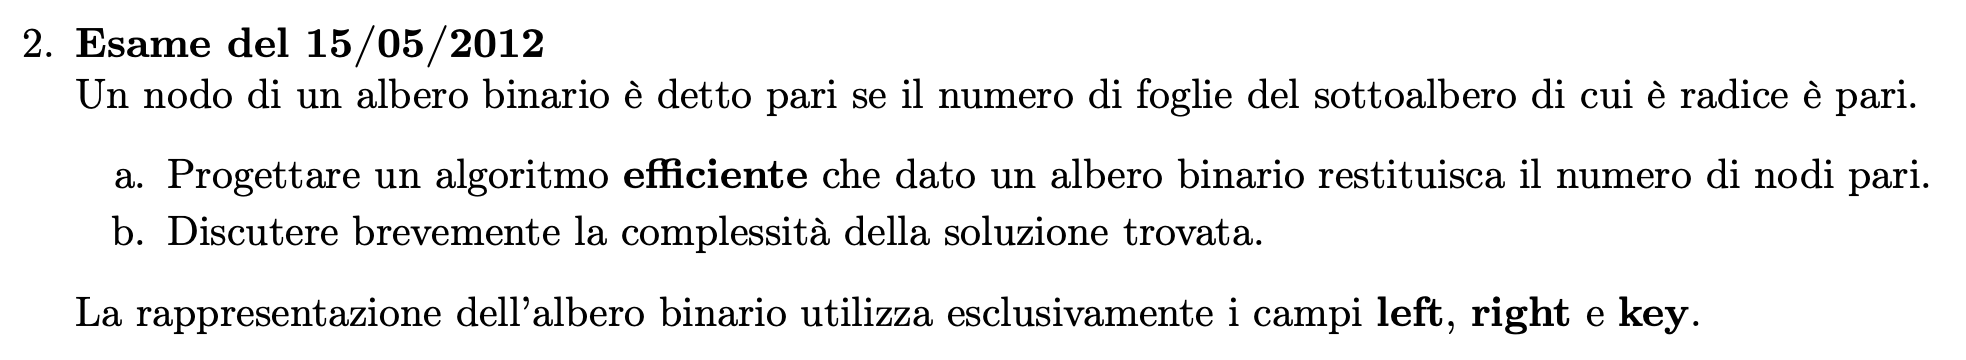 2. Esame del 15/05/2012
Un nodo di un albero binario è detto pari se il numero di foglie del sottoalbero di cui è radice è pari.
a. Progettare un algoritmo efficiente che dato un albero binario restituisca il numero di nodi pari.
b. Discutere brevemente la complessità della soluzione trovata.
La rappresentazione dell'albero binario utilizza esclusivamente i campi left, right e key.